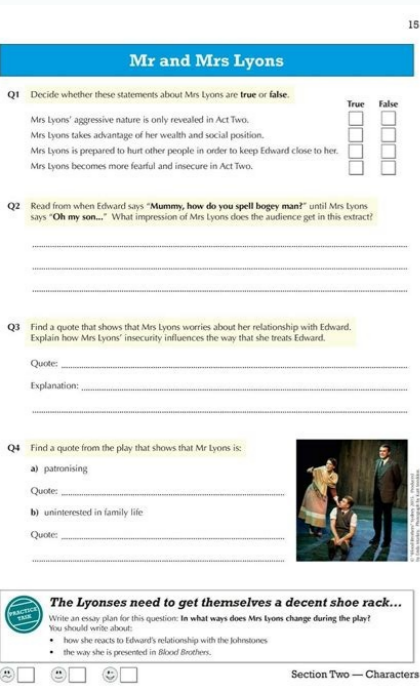 15
Mr and Mrs Lyons
Q1 Decide whether these statements about Mrs Lyons are true or false.
True False
Mrs Lyons' aggressive nature is only revealed in Act Two.
Mrs Lyons takes advantage of her wealth and social position.
Mrs Lyons is prepared to hurt other people in order to keep Edward close to her.
Mrs Lyons becomes more fearful and insecure in Act Two.
Q2 Read from when Edward says "Mummy, how do you spell bogey man?" until Mrs Lyons
says "Oh my son..." What impression of Mrs Lyons does the audience get in this extract?
Q3 Find a quote that shows that Mrs Lyons worries about her relationship with Edward.
Explain how Mrs Lyons' insecurity influences the way that she treats Edward.
Quote:
Explanation:
Q4 Find a quote from the play that shows that Mr Lyons is:
a) patronising
Quote:
b) uninterested in family life
Quote:
PRACTICE
TASK
The Lyonses need to get themselves a decent shoe rack...
Write an essay plan for this question: In what ways does Mrs Lyons change during the play?
You should write about:
• how she reacts to Edward's relationship with the Johnstones
• the way she is presented in Blood Brothers.
Section Two — Characters